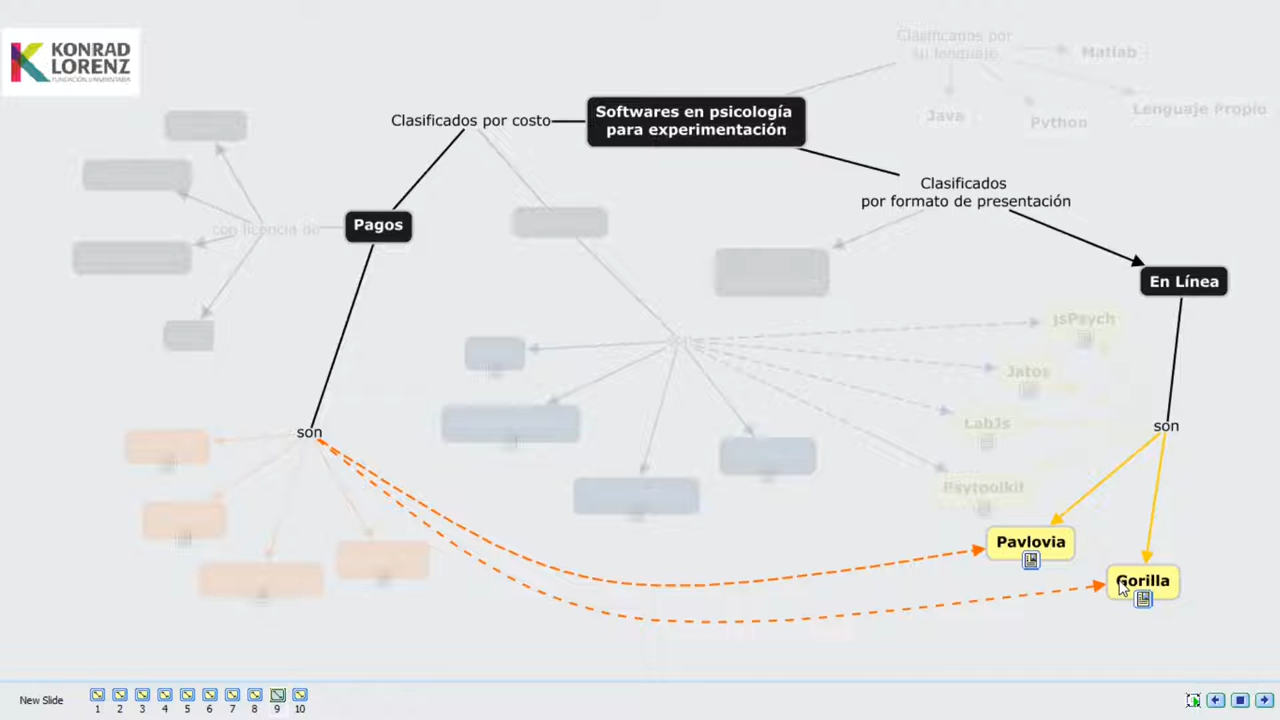 KONRAD
LORENZ
FUNDACIÓN UNIVERSITARIA
Clasificados por
su lenguaje
Matlab
Java
Python
Lenguaje Propio
Clasificados por costo
Softwares en psicología
para experimentación
Clasificados
por formato de presentación
Pagos
con licencia de
En Línea
jsPsych
Jatos
LabJs
Psytoolkit
son
son
Pavlovia
Gorilla
New Slide
1 2 3 4 5 6 7 8 9 10